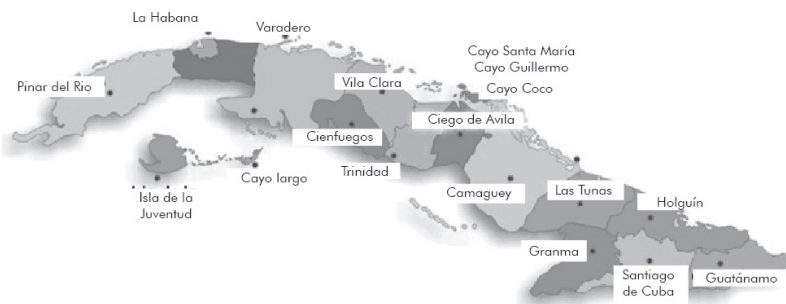 La Habana
Varadero
Cayo Santa María
Cayo Guillermo
Cayo Coco
Pinar del Rio
Vila Clara
Ciego de Avila
Cienfuegos
Trinidad
Cayo largo
Isla de la
Juventud
Camaguey
Las Tunas
Holguín
Granma
Santiago
de Cuba
Guatánamo